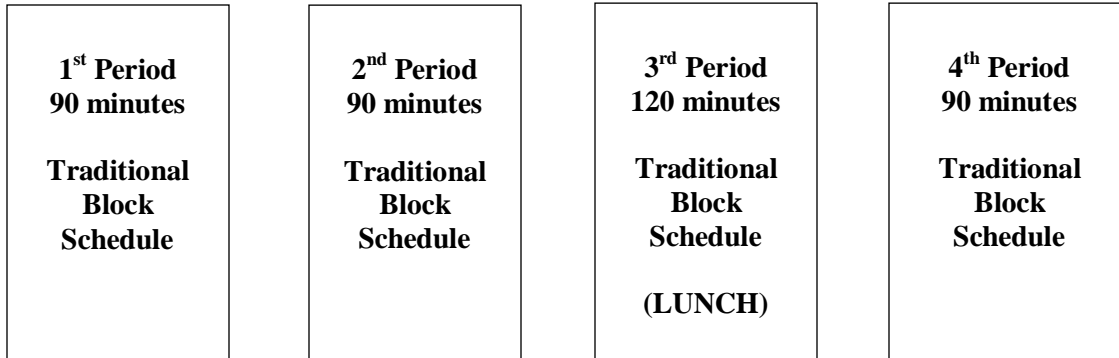 1st Period
90 minutes
Traditional
Block
Schedule
2nd Period
90 minutes
Traditional
Block
Schedule
3rd Period
120 minutes
Traditional
Block
Schedule
(LUNCH)
4th Period
90 minutes
Traditional
Block
Schedule